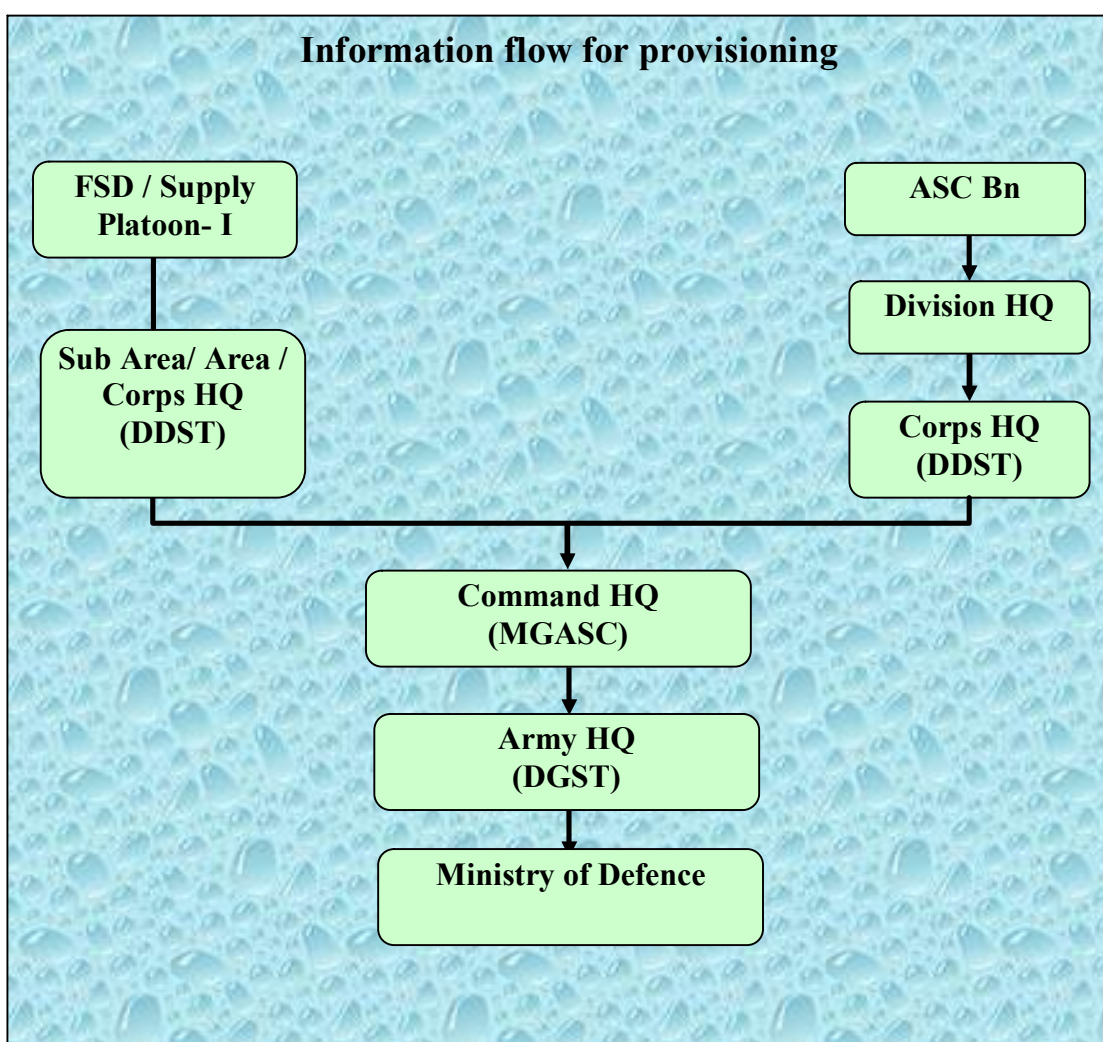 Information flow for provisioning
FSD / Supply
Platoon- I
ASC Bn
Division HQ
Sub Area/ Area /
Corps HQ
(DDST)
Corps HQ
(DDST)
Command HQ
(MGASC)
Army HQ
(DGST)
Ministry of Defence